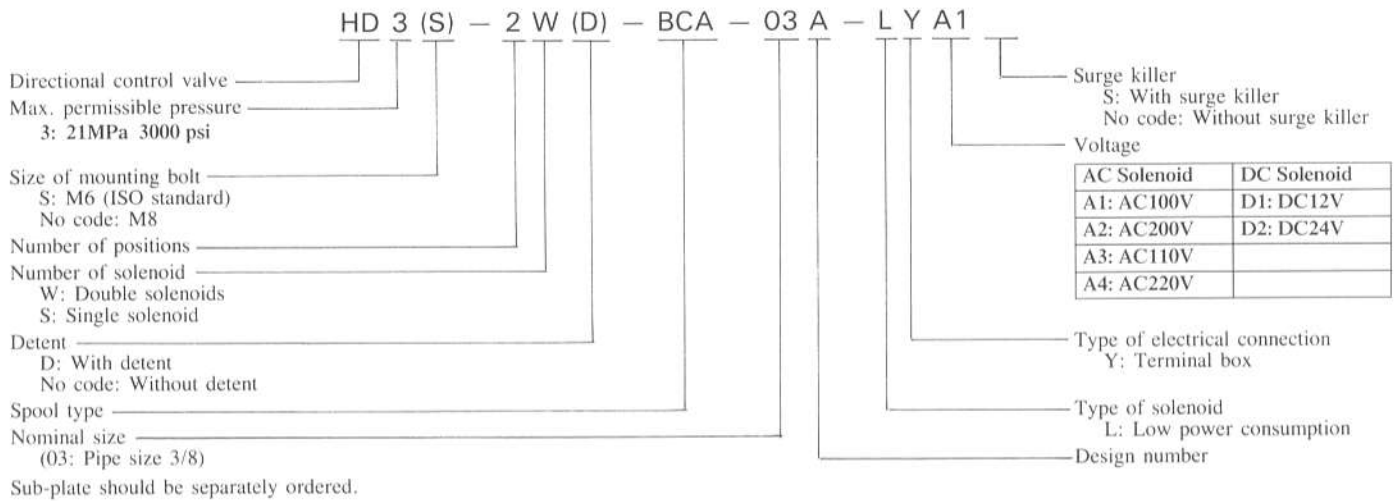 HD 3 (S) – 2 W (D) – BCA – 03 A – L Y A1
Directional control valve
Max. permissible pressure
3: 21MPa 3000 psi
Size of mounting bolt
S: M6 (ISO standard)
No code: M8
Number of positions
Number of solenoid
W: Double solenoids
S: Single solenoid
Detent
D: With detent
No code: Without detent
Spool type
Nominal size
(03: Pipe size 3/8)
Sub-plate should be separately ordered.
Surge killer
S: With surge killer
No code: Without surge killer
Voltage
AC Solenoid DC Solenoid
A1: AC100V D1: DC12V
A2: AC200V D2: DC24V
A3: AC110V
A4: AC220V
Type of electrical connection
Y: Terminal box
Type of solenoid
L: Low power consumption
Design number